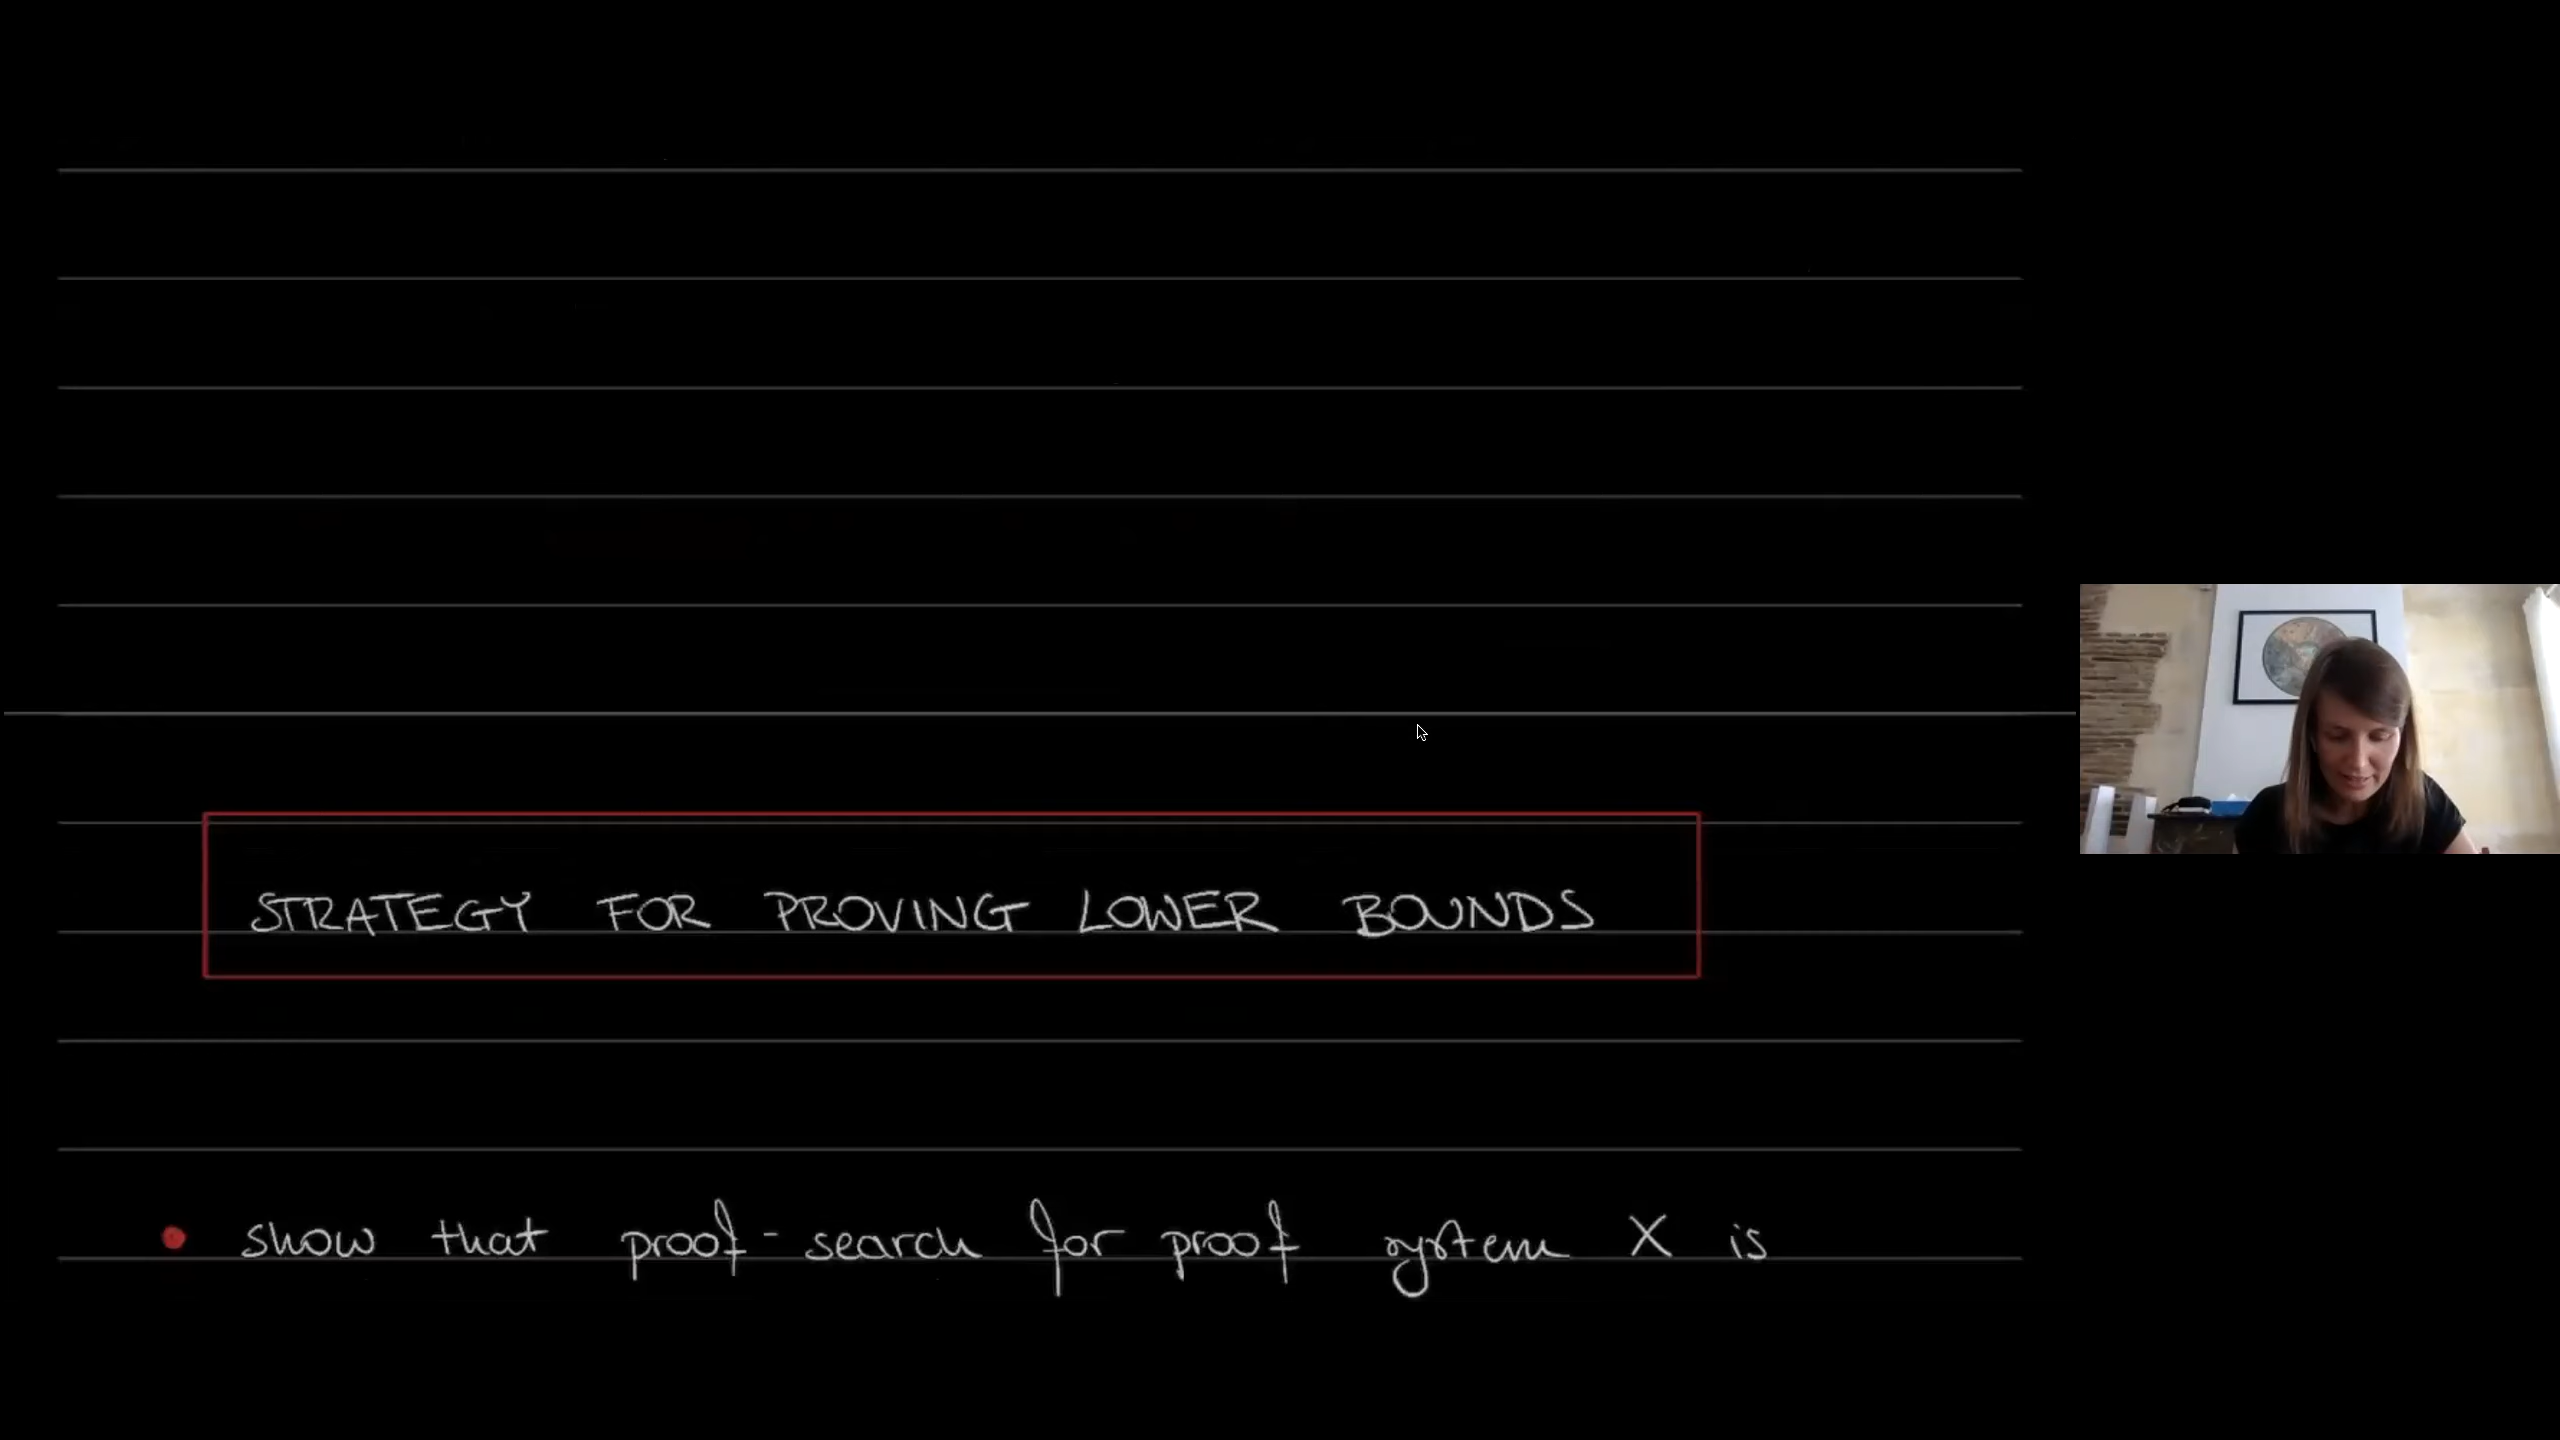 STRATEGY FOR PROVING LOWER BOUNDS
show that proof-search for proof system X is